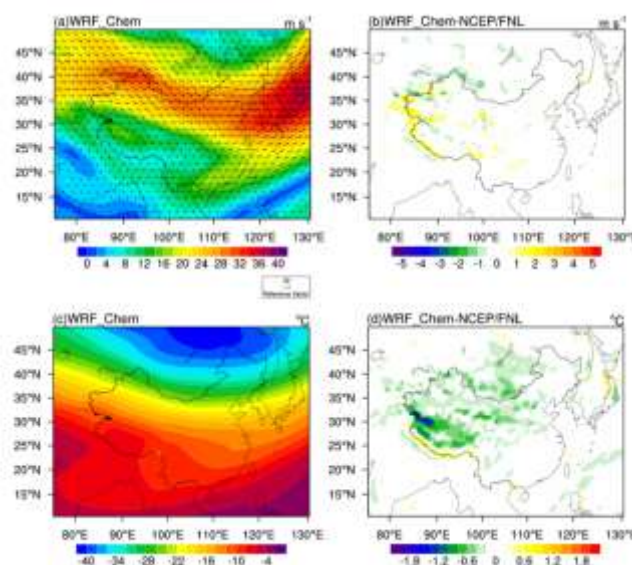 (a)WRF_Chem m s⁻¹ (b)WRF_Chem-NCEP/FNL m s⁻¹
45°N 45°N
40°N 40°N
35°N 35°N
30°N 30°N
25°N 25°N
20°N 20°N
15°N 15°N
80°E 90°E 100°E 110°E 120°E 130°E 80°E 90°E 100°E 110°E 120°E 130°E
0 4 8 12 16 20 24 28 32 36 40 -5 -4 -3 -2 -1 0 1 2 3 4 5
Reference Vector
(c)WRF_Chem °C (d)WRF_Chem-NCEP/FNL °C
45°N 45°N
40°N 40°N
35°N 35°N
30°N 30°N
25°N 25°N
20°N 20°N
15°N 15°N
80°E 90°E 100°E 110°E 120°E 130°E 80°E 90°E 100°E 110°E 120°E 130°E
-40 -34 -28 -22 -16 -10 -4 -1.8 -1.2 -0.6 0 0.6 1.2 1.8